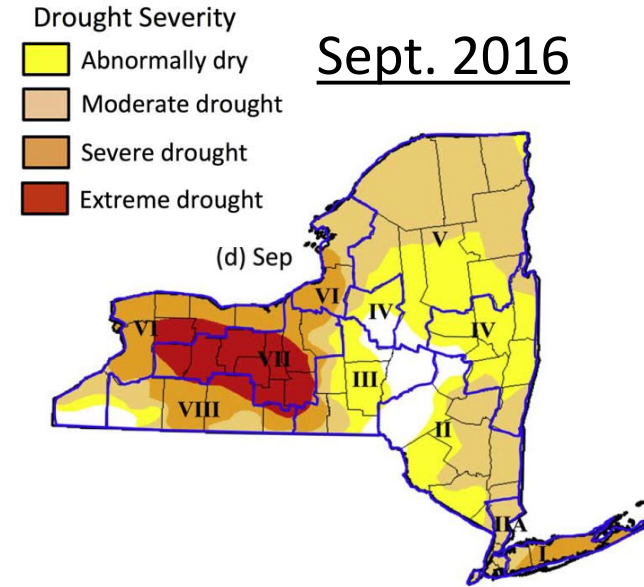 Drought Severity
Abnormally dry
Moderate drought
Severe drought
Extreme drought
Sept. 2016
(d) Sep
V
VI
IV
VI
IV
VII
III
VIII
II
IIA
I